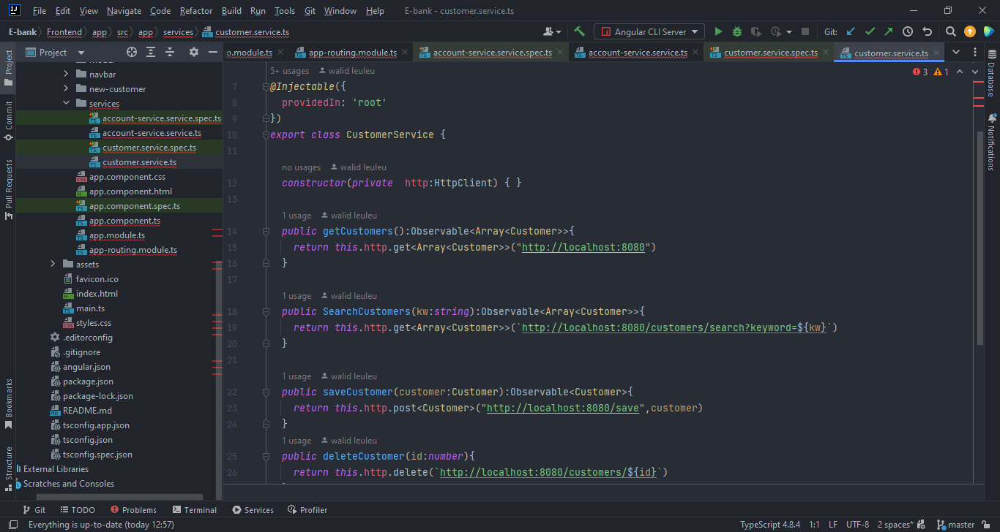 IJ File Edit View Navigate Code Refactor Build Run Tools Git Window Help E-bank - customer.service.ts
E-bank Frontend app src app services customer.service.ts Angular CLI Server Git:
Project p.module.ts app-routing.module.ts account-service.service.spec.ts account-service.service.ts customer.service.spec.ts customer.service.ts
Project
Commit
Pull Requests
Bookmarks
Structure
navbar
new-customer
services
account-service.service.spec.ts
account-service.service.ts
customer.service.spec.ts
customer.service.ts
app.component.css
app.component.html
app.component.spec.ts
app.component.ts
app.module.ts
app-routing.module.ts
assets
favicon.ico
index.html
main.ts
styles.css
.editorconfig
.gitignore
angular.json
package.json
package-lock.json
README.md
tsconfig.app.json
tsconfig.json
tsconfig.spec.json
External Libraries
Scratches and Consoles
5+ usages walid leuleu
3 1
7 @Injectable({
8 providedIn: 'root'
9 })
10 export class CustomerService {
11
no usages walid leuleu
12 constructor(private  http:HttpClient) { }
13
1 usage walid leuleu
14 public getCustomers():Observable<Array<Customer>>{
15 return this.http.get<Array<Customer>>("http://localhost:8080")
16 }
17
1 usage walid leuleu
18 public SearchCustomers(kw:string):Observable<Array<Customer>>{
19 return this.http.get<Array<Customer>>(`http://localhost:8080/customers/search?keyword=${kw}`)
20 }
21
1 usage walid leuleu
22 public saveCustomer(customer:Customer):Observable<Customer>{
23 return this.http.post<Customer>("http://localhost:8080/save",customer)
24 }
1 usage walid leuleu
25 public deleteCustomer(id:number){
26 return this.http.delete(`http://localhost:8080/customers/${id}`)
Database
Notifications
Git TODO Problems Terminal Services Profiler
Everything is up-to-date (today 12:57) TypeScript 4.8.4 1:1 LF UTF-8 2 spaces* master